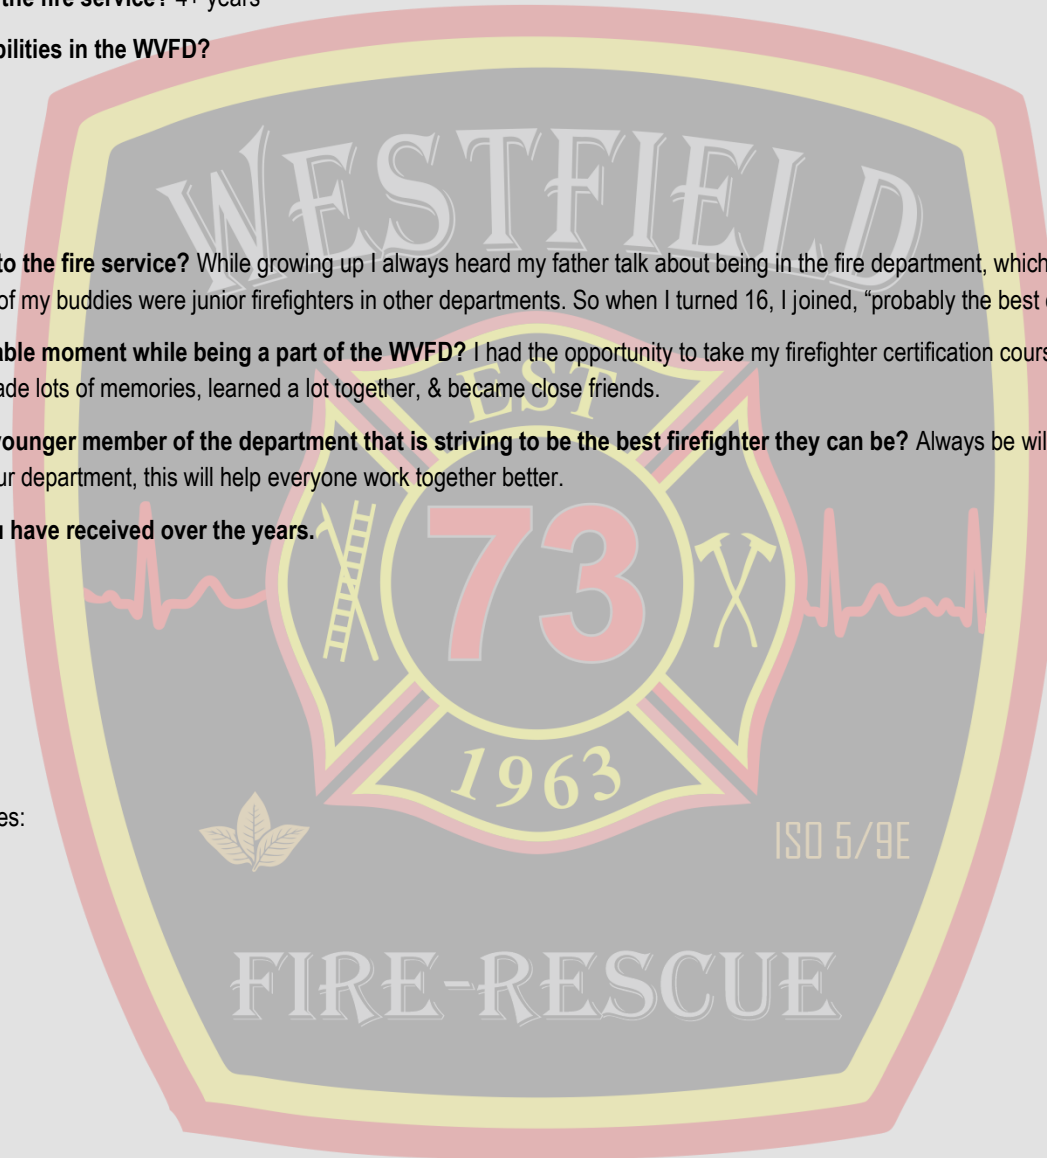 the fire service? 4+ years
bilities in the WVFD?
WESTFIELD
to the fire service? While growing up I always heard my father talk about being in the fire department, which
of my buddies were junior firefighters in other departments. So when I turned 16, I joined, “probably the best
able moment while being a part of the WVFD? I had the opportunity to take my firefighter certification cours
ade lots of memories, learned a lot together, & became close friends.
EST
younger member of the department that is striving to be the best firefighter they can be? Always be wil
ur department, this will help everyone work together better.
u have received over the years.
73
1963
es:
ISO 5/9E
FIRE-RESCUE